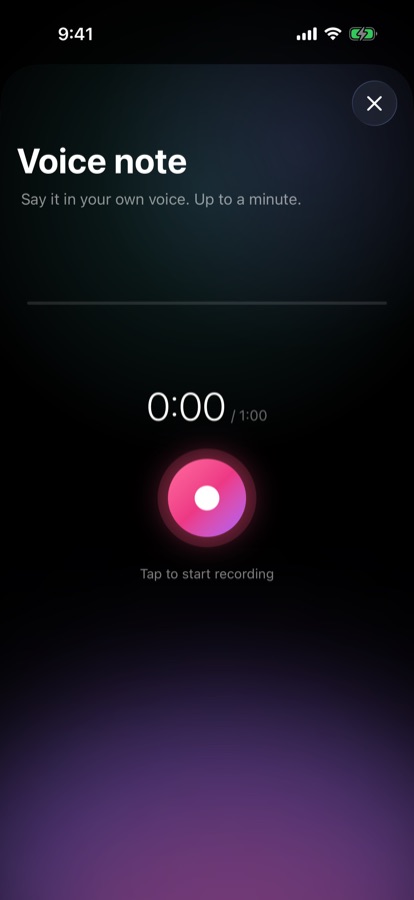 9:41
Voice note
Say it in your own voice. Up to a minute.
0:00 / 1:00
Tap to start recording